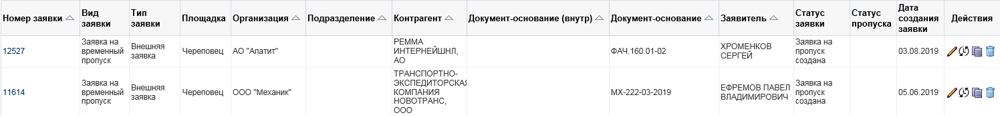 Номер заявки
Вид
заявки
Тип
заявки
Площадка
Организация
Подразделение
Контрагент
Документ-основание (внутр)
Документ-основание
Заявитель
Статус
заявки
Статус
пропуска
Дата
создания
заявки
Действия
12527
Заявка на
временный
пропуск
Внешняя
заявка
Череповец
АО "Апатит"
РЕММА
ИНТЕРНЕЙШНЛ,
АО
ФАЧ.160.01-02
ХРОМЕНКОВ
СЕРГЕЙ
Заявка на
пропуск
создана
03.08.2019
11614
Заявка на
временный
пропуск
Внешняя
заявка
Череповец
ООО "Механик"
ТРАНСПОРТНО-
ЭКСПЕДИТОРСКАЯ
КОМПАНИЯ
НОВОТРАНС,
ООО
МХ-222-03-2019
ЕФРЕМОВ ПАВЕЛ
ВЛАДИМИРОВИЧ
Заявка на
пропуск
создана
05.06.2019